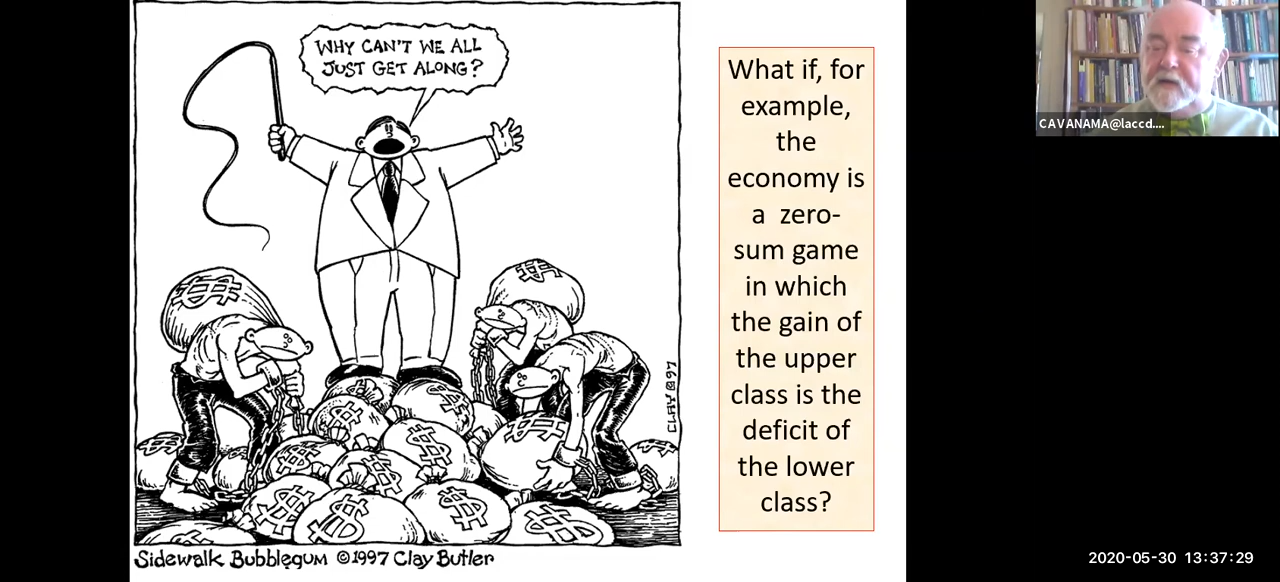 WHY CAN'T WE ALL
JUST GET ALONG?
CLAY @ 97
Sidewalk Bubblegum ©1997 Clay Butler
What if, for
example,
the
economy is
a zero-
sum game
in which
the gain of
the upper
class is the
deficit of
the lower
class?
CAVANAMA@laccd....
2020-05-30 13:37:29